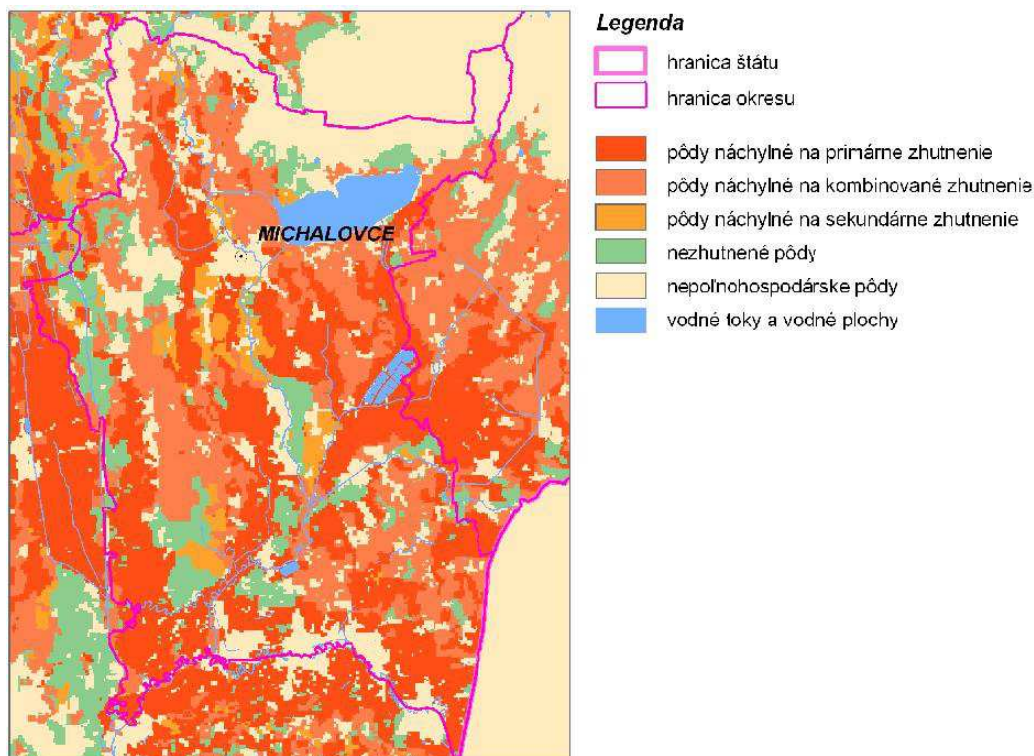 Legenda
hranica štátu
hranica okresu
pôdy náchylné na primárne zhutnenie
pôdy náchylné na kombinované zhutnenie
pôdy náchylné na sekundárne zhutnenie
nezhutnené pôdy
nepoľnohospodárske pôdy
vodné toky a vodné plochy
MICHALOVCE